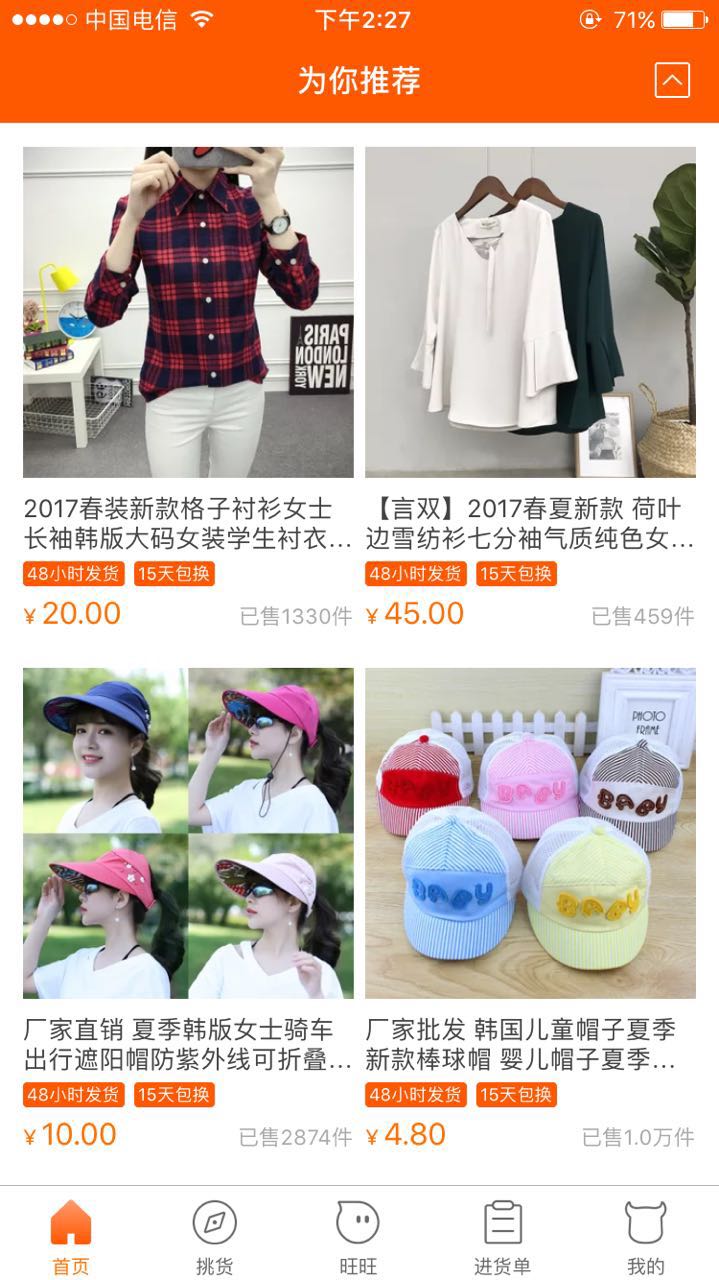 中国电信
下午2:27
71%
为你推荐
PARIS
LONDON
NEW
YORK
2017春装新款格子衬衫女士
长袖韩版大码女装学生衬衣...
48小时发货 15天包换
¥ 20.00
已售1330件
【言双】2017春夏新款 荷叶
边雪纺衫七分袖气质纯色女...
48小时发货 15天包换
¥ 45.00
已售459件
PHOTO
FRAME
BABY
BABY
BABY
BABY
BABY
厂家直销 夏季韩版女士骑车
出行遮阳帽防紫外线可折叠...
48小时发货 15天包换
¥ 10.00
已售2874件
厂家批发 韩国儿童帽子夏季
新款棒球帽 婴儿帽子夏季...
48小时发货 15天包换
¥ 4.80
已售1.0万件
首页
挑货
旺旺
进货单
我的